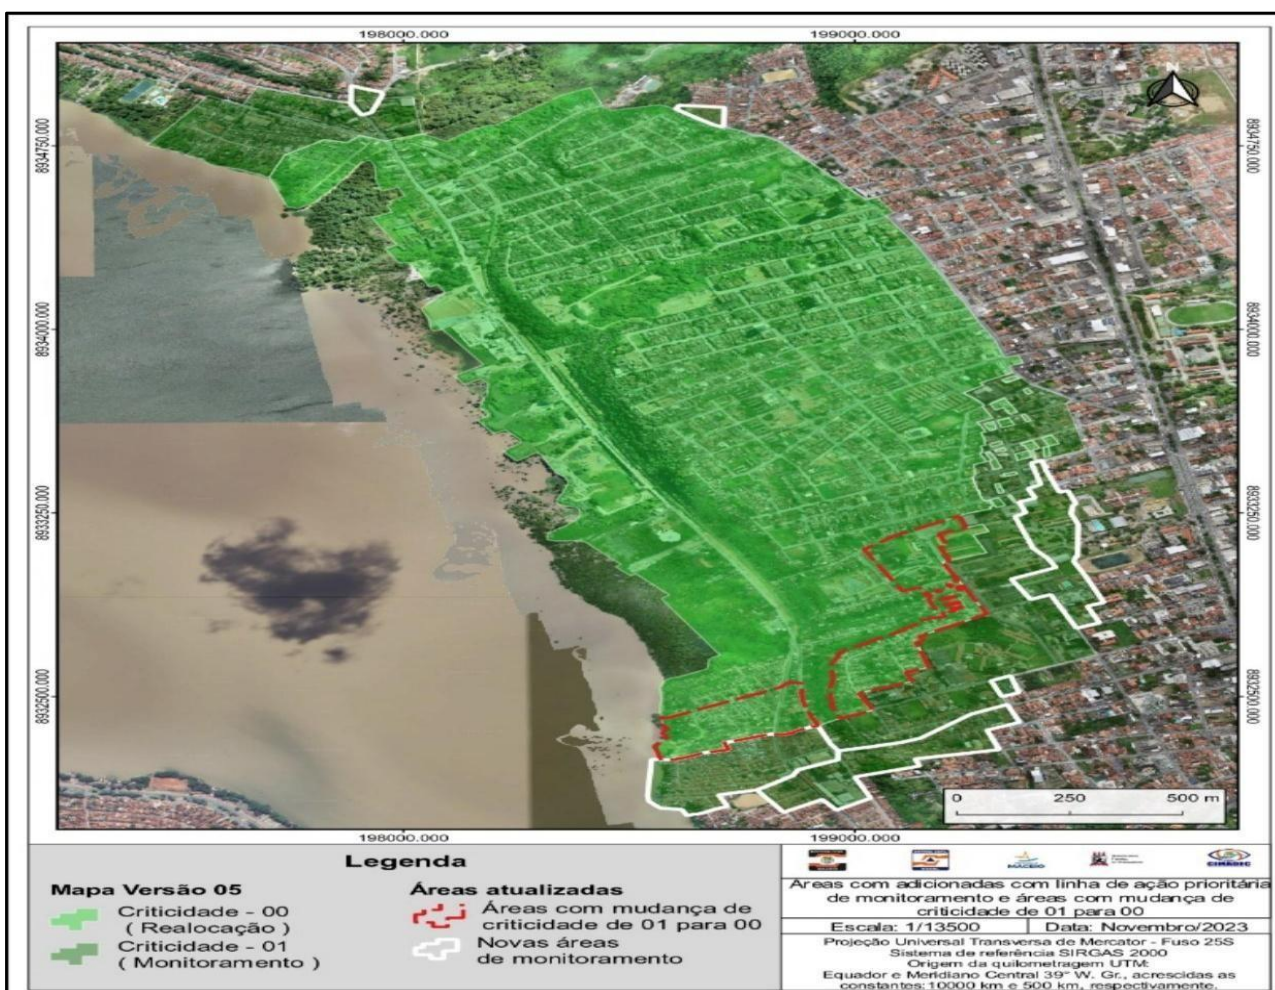 198000.000
199000.000
N
8934750.000
8934750.000
8934000.000
8934000.000
8933250.000
8933250.000
8932500.000
8932500.000
0 250 500 m
198000.000
199000.000
Legenda
Mapa Versão 05
Criticidade - 00
( Realocação )
Criticidade - 01
( Monitoramento )
Áreas atualizadas
Áreas com mudança de
criticidade de 01 para 00
Novas áreas
de monitoramento
MACEIÓ
CIMADEC
Áreas com adicionadas com linha de ação prioritária
de monitoramento e áreas com mudança de
criticidade de 01 para 00
Escala: 1/13500
Data: Novembro/2023
Projeção Universal Transversa de Mercator - Fuso 25S
Sistema de referência SIRGAS 2000
Origem da quilometragem UTM:
Equador e Meridiano Central 39° W. Gr., acrescidas as
constantes:10000 km e 500 km, respectivamente.